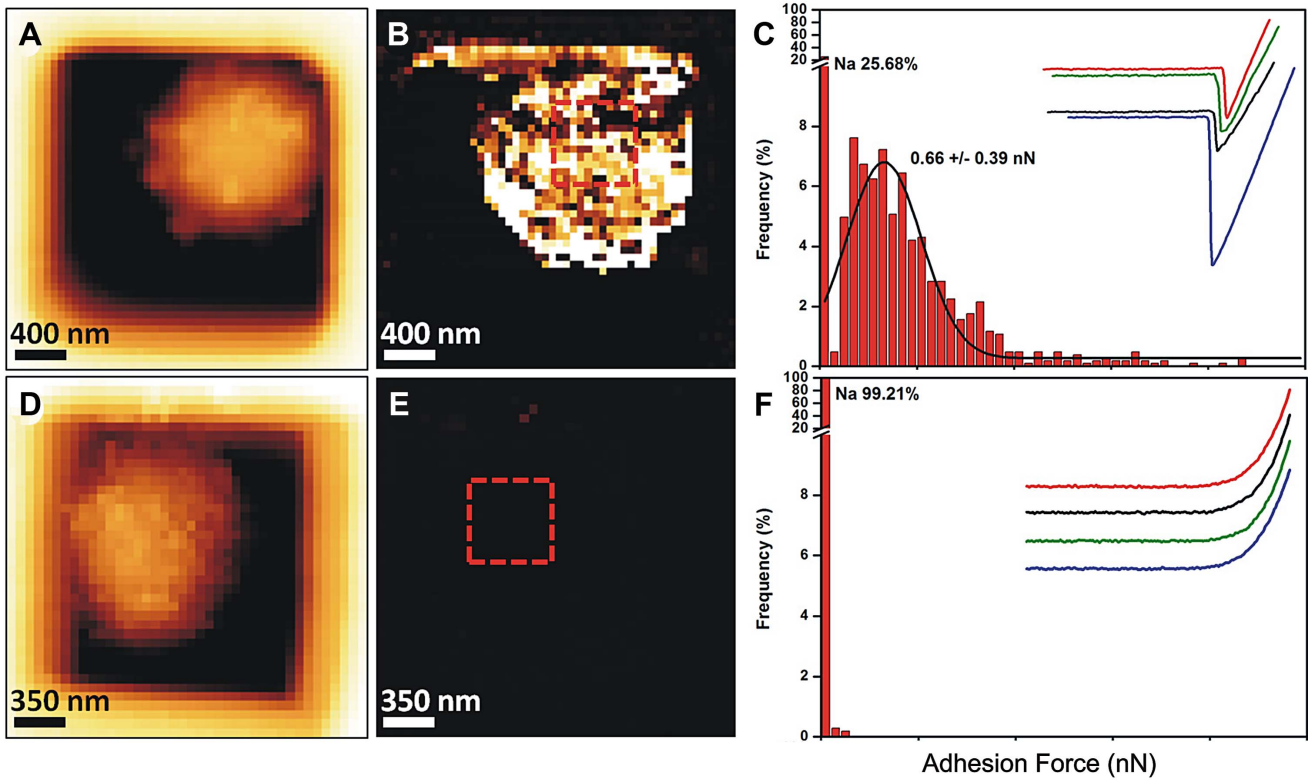 A
400 nm
B
400 nm
C
100
80
60
40
20
8
6
4
2
0
Frequency (%)
Na 25.68%
0.66 +/- 0.39 nN
D
350 nm
E
350 nm
F
100
80
60
40
20
8
6
4
2
0
Frequency (%)
Na 99.21%
Adhesion Force (nN)